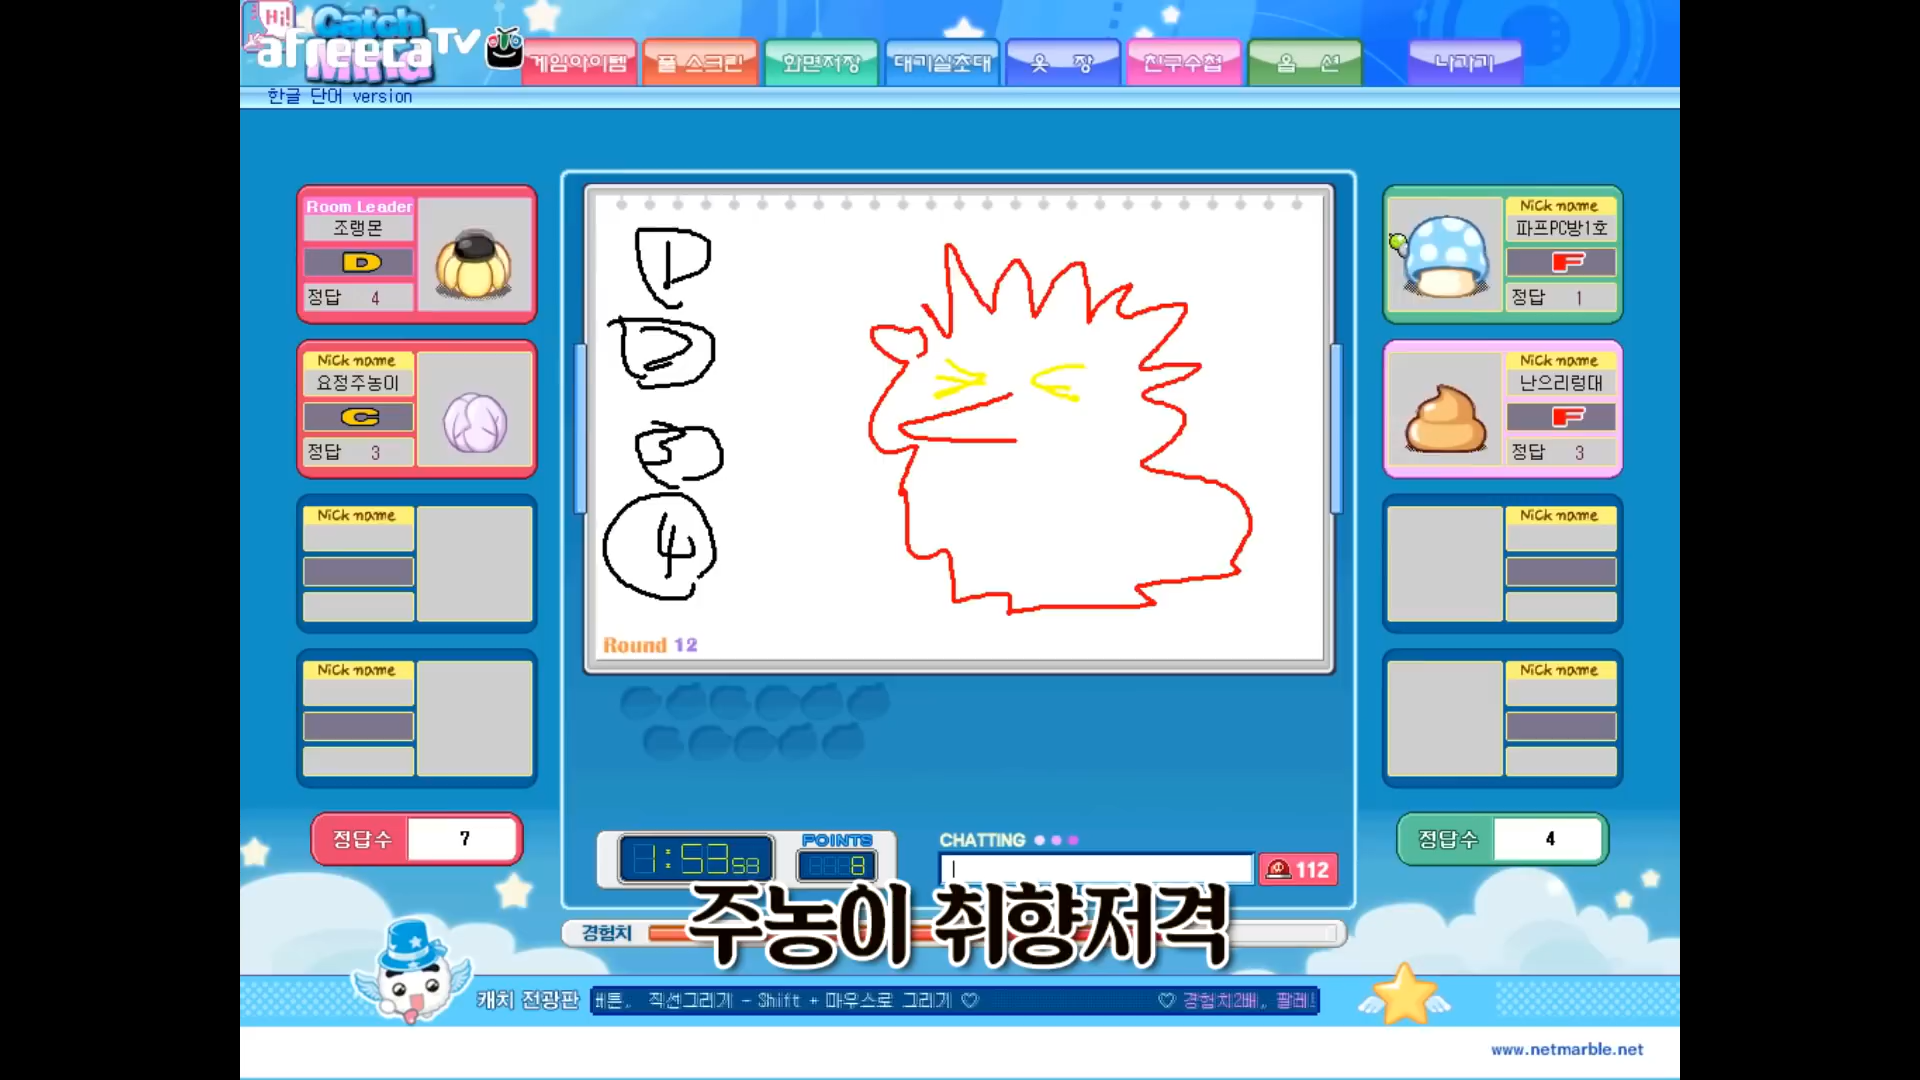 Hi!
Catch
Mind
afreecaTV
게임아이템
풀 스크린
화면저장
대기실초대
옷 장
친구수첩
옵 션
나가기
한글 단어 version
Room Leader
조랭몬
D
정답 4
NiCk name
요정주농이
C
정답 3
NiCk name
NiCk name
정답수 7
1
2
3
4
Round 12
NiCk name
파프PC방1호
F
정답 1
NiCk name
난으리렁대
F
정답 3
NiCk name
NiCk name
정답수 4
1:53 58
POINTS
8
CHATTING
112
경험치
주농이 취향저격
캐치 전광판
버튼, 직선그리기 - Shift + 마우스로 그리기 ♡ ♡ 경험치2배, 팔레
www.netmarble.net